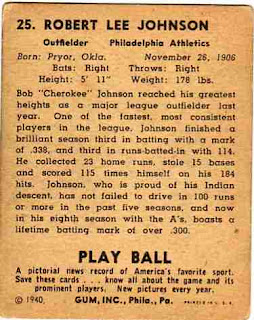 25. ROBERT LEE JOHNSON
Outfielder Philadelphia Athletics
Born: Pryor, Okla. November 26, 1906
Bats: Right Throws: Right
Height: 5' 11" Weight: 178 lbs.
Bob "Cherokee" Johnson reached his greatest
heights as a major league outfielder last
year. One of the fastest, most consistent
players in the league, Johnson finished a
brilliant season third in batting with a mark
of .338, and third in runs-batted-in with 114.
He collected 23 home runs, stole 15 bases
and scored 115 times himself on his 184
hits. Johnson, who is proud of his Indian
descent, has not failed to drive in 100 runs
or more in the past five seasons, and now
in his eighth season with the A's, boasts a
lifetime batting mark of over .300.
PLAY BALL
A pictorial news record of America's favorite sport.
Save these cards . . . know all about the game and its
prominent players. New pictures every year.
© 1940, GUM, INC., Phila., Pa. PRINTED IN U. S. A.